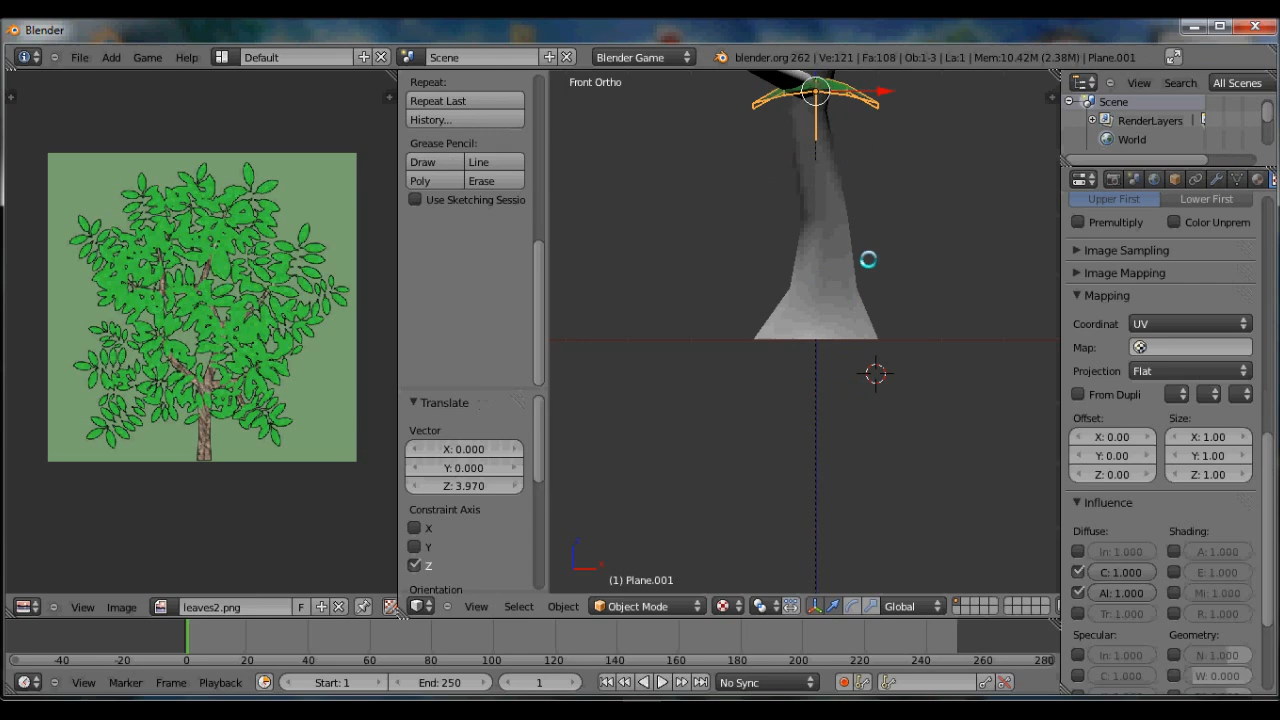 Blender
File Add Game Help Default Scene Blender Game blender.org 262 | Ve:121 | Fa:108 | Ob:1-3 | La:1 | Mem:10.42M (2.38M) | Plane.001
Repeat:
Repeat Last
History...
Grease Pencil:
Draw Line
Poly Erase
Use Sketching Sessio
Translate
Vector
X: 0.000
Y: 0.000
Z: 3.970
Constraint Axis
X
Y
Z
Orientation
Front Ortho
(1) Plane.001
View Search All Scenes
Scene
RenderLayers
World
Upper First Lower First
Premultiply Color Unprem
Image Sampling
Image Mapping
Mapping
Coordinat UV
Map:
Projection Flat
From Dupli
Offset: Size:
X: 0.00 X: 1.00
Y: 0.00 Y: 1.00
Z: 0.00 Z: 1.00
Influence
Diffuse: Shading:
In: 1.000 A: 1.000
C: 1.000 E: 1.000
Al: 1.000 Mi: 1.000
Tr: 1.000 R: 1.000
Specular: Geometry:
In: 1.000 N: 1.000
C: 1.000 W: 0.000
View Image leaves2.png F View Select Object Object Mode Global
-40 -20 0 20 40 60 80 100 120 140 160 180 200 220 240 260 280
View Marker Frame Playback Start: 1 End: 250 1 No Sync